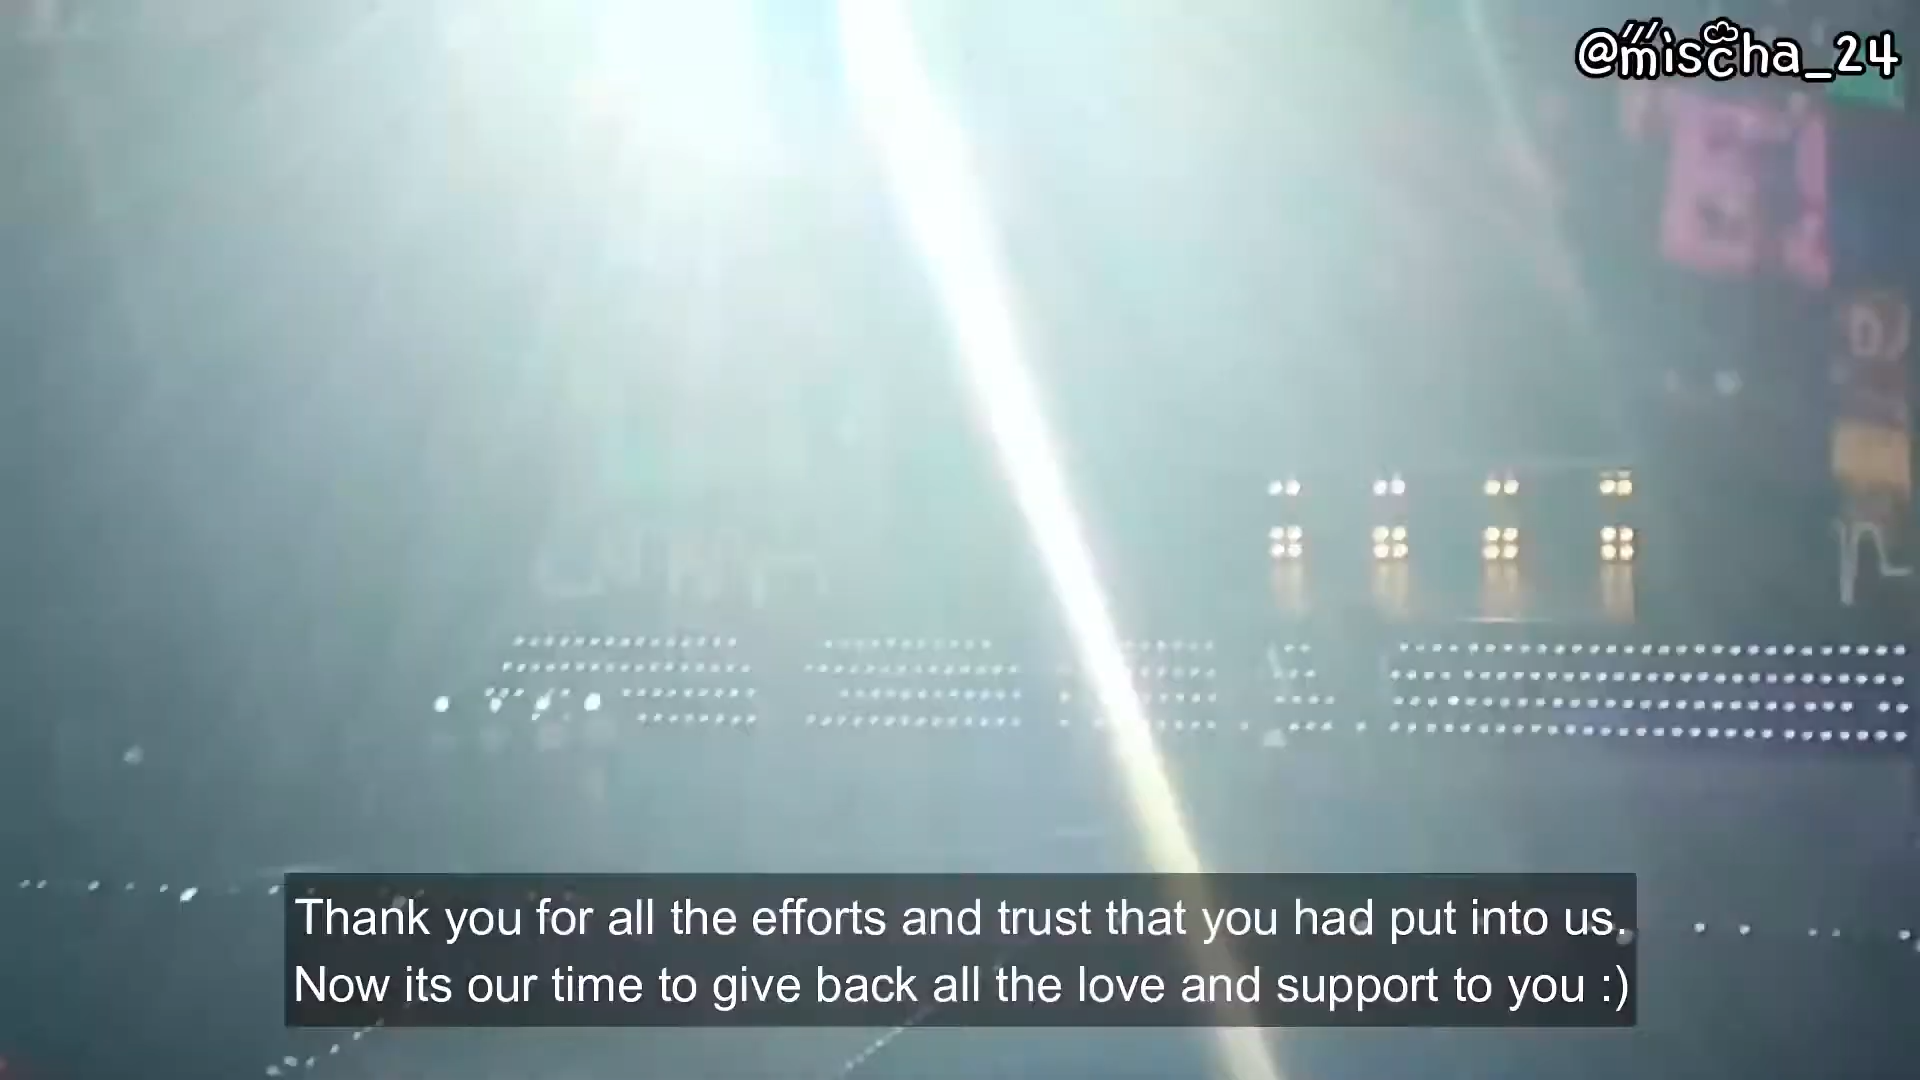 @mischa_24
Thank you for all the efforts and trust that you had put into us.
Now its our time to give back all the love and support to you :)